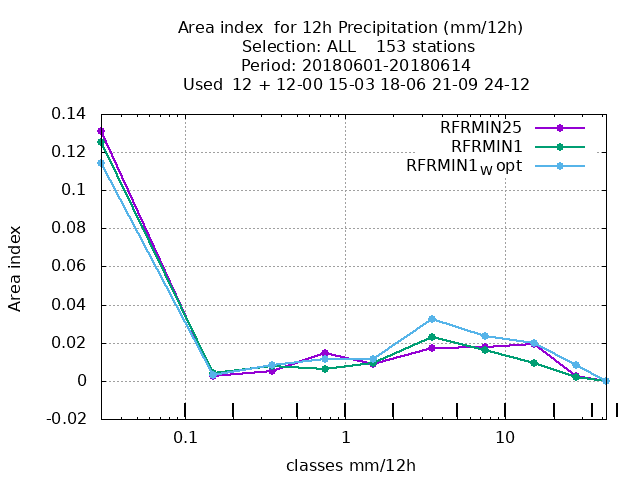 Area index for 12h Precipitation (mm/12h)
Selection: ALL 153 stations
Period: 20180601-20180614
Used 12 + 12-00 15-03 18-06 21-09 24-12
RFRMIN25
RFRMIN1
RFRMIN1W opt
0.14
0.12
0.1
0.08
0.06
0.04
0.02
0
-0.02
Area index
0.1 1 10
classes mm/12h